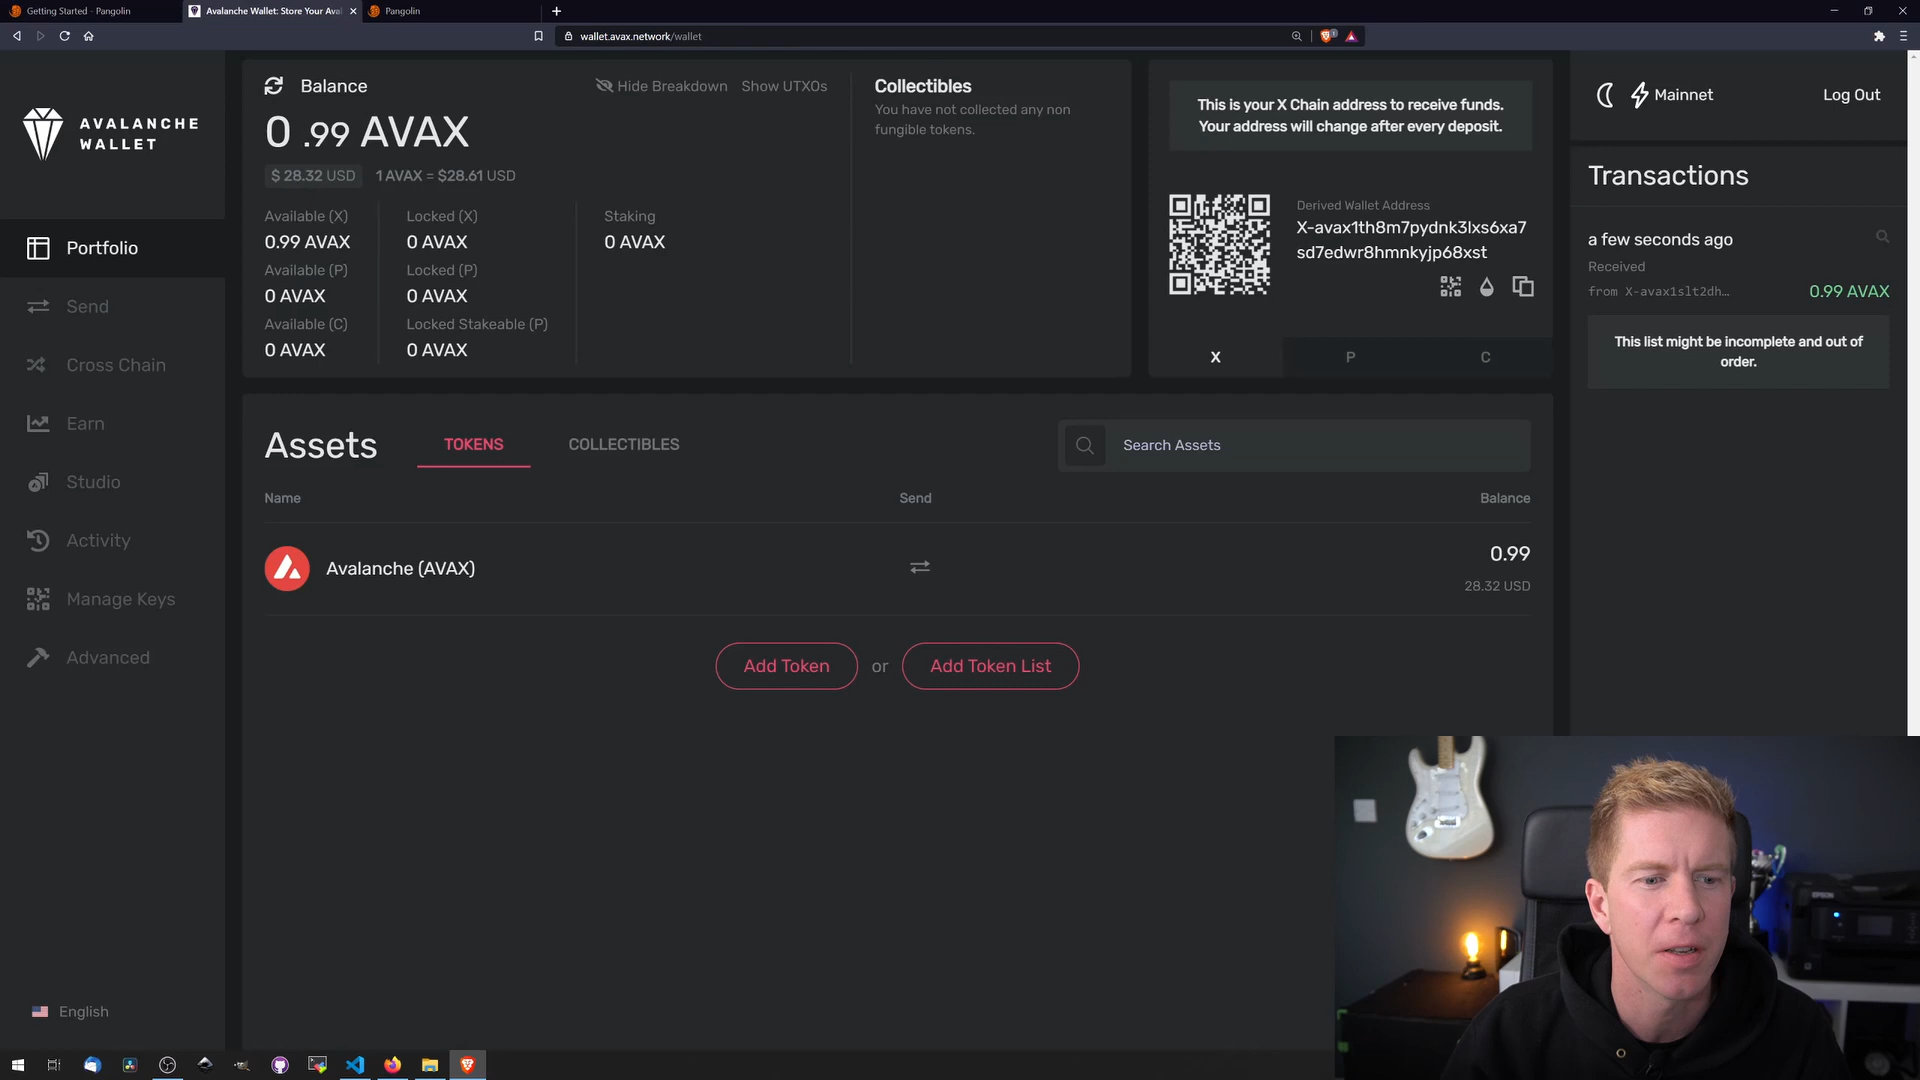 Getting Started - Pangolin
Avalanche Wallet: Store Your Ava
Pangolin
wallet.avax.network/wallet
AVALANCHE
WALLET
Portfolio
Send
Cross Chain
Earn
Studio
Activity
Manage Keys
Advanced
English
Balance
Hide Breakdown
Show UTXOs
0 .99 AVAX
$ 28.32 USD
1 AVAX = $28.61 USD
Available (X)
0.99 AVAX
Available (P)
0 AVAX
Available (C)
0 AVAX
Locked (X)
0 AVAX
Locked (P)
0 AVAX
Locked Stakeable (P)
0 AVAX
Staking
0 AVAX
Collectibles
You have not collected any non
fungible tokens.
This is your X Chain address to receive funds.
Your address will change after every deposit.
Derived Wallet Address
X-avax1th8m7pydnk3lxs6xa7
sd7edwr8hmnkyjp68xst
X
P
C
Mainnet
Log Out
Transactions
a few seconds ago
Received
from X-avax1slt2dh…
0.99 AVAX
This list might be incomplete and out of
order.
Assets
TOKENS
COLLECTIBLES
Search Assets
Name
Send
Balance
Avalanche (AVAX)
0.99
28.32 USD
Add Token
or
Add Token List
EPSON